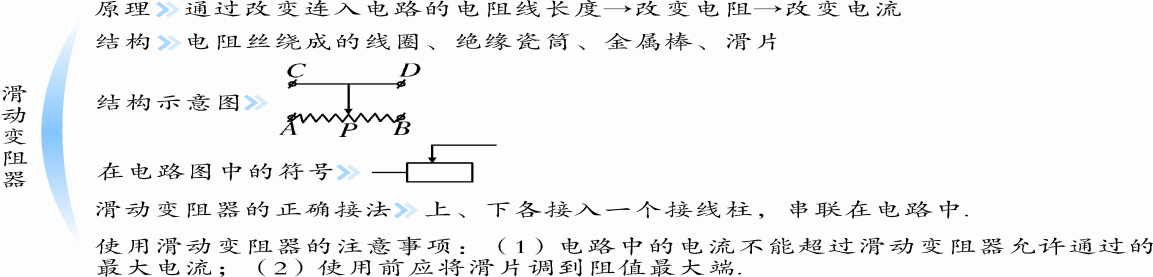 原理 通过改变连入电路的电阻线长度→改变电阻→改变电流
结构 电阻丝绕成的线圈、绝缘瓷筒、金属棒、滑片
滑动变阻器
C D
结构示意图
A P B
在电路图中的符号
滑动变阻器的正确接法 上、下各接入一个接线柱，串联在电路中.
使用滑动变阻器的注意事项：（1）电路中的电流不能超过滑动变阻器允许通过的
最大电流；（2）使用前应将滑片调到阻值最大端.